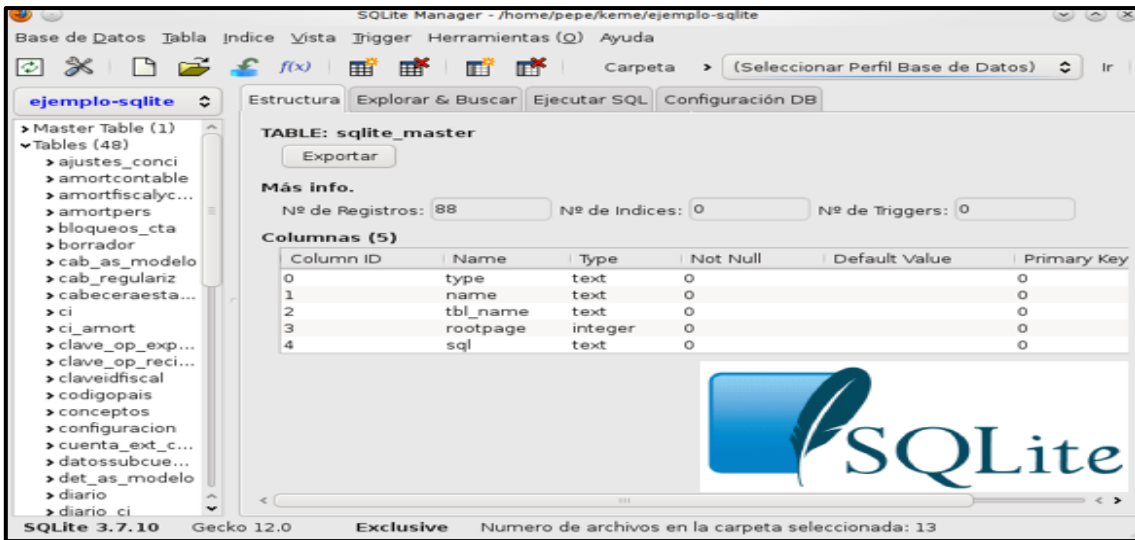 SQLite Manager - /home/pepe/keme/ejemplo-sqlite
Base de Datos Tabla Indice Vista Trigger Herramientas (O) Ayuda
f(x) Carpeta > (Seleccionar Perfil Base de Datos) Ir
ejemplo-sqlite
Estructura Explorar & Buscar Ejecutar SQL Configuración DB
Master Table (1)
Tables (48)
ajustes_conci
amortcontable
amortfiscalyc...
amortpers
bloqueos_cta
borrador
cab_as_modelo
cab_regulariz
cabeceraesta...
ci
ci_amort
clave_op_exp...
clave_op_reci...
claveidfiscal
codigopais
conceptos
configuracion
cuenta_ext_c...
datossubcue...
det_as_modelo
diario
diario_ci
TABLE: sqlite_master
Exportar
Más info.
Nº de Registros: 88 Nº de Indices: 0 Nº de Triggers: 0
Columnas (5)
Column ID Name Type Not Null Default Value Primary Key
0 type text 0 0
1 name text 0 0
2 tbl_name text 0 0
3 rootpage integer 0 0
4 sql text 0 0
SQLite
SQLite 3.7.10 Gecko 12.0 Exclusive Numero de archivos en la carpeta seleccionada: 13